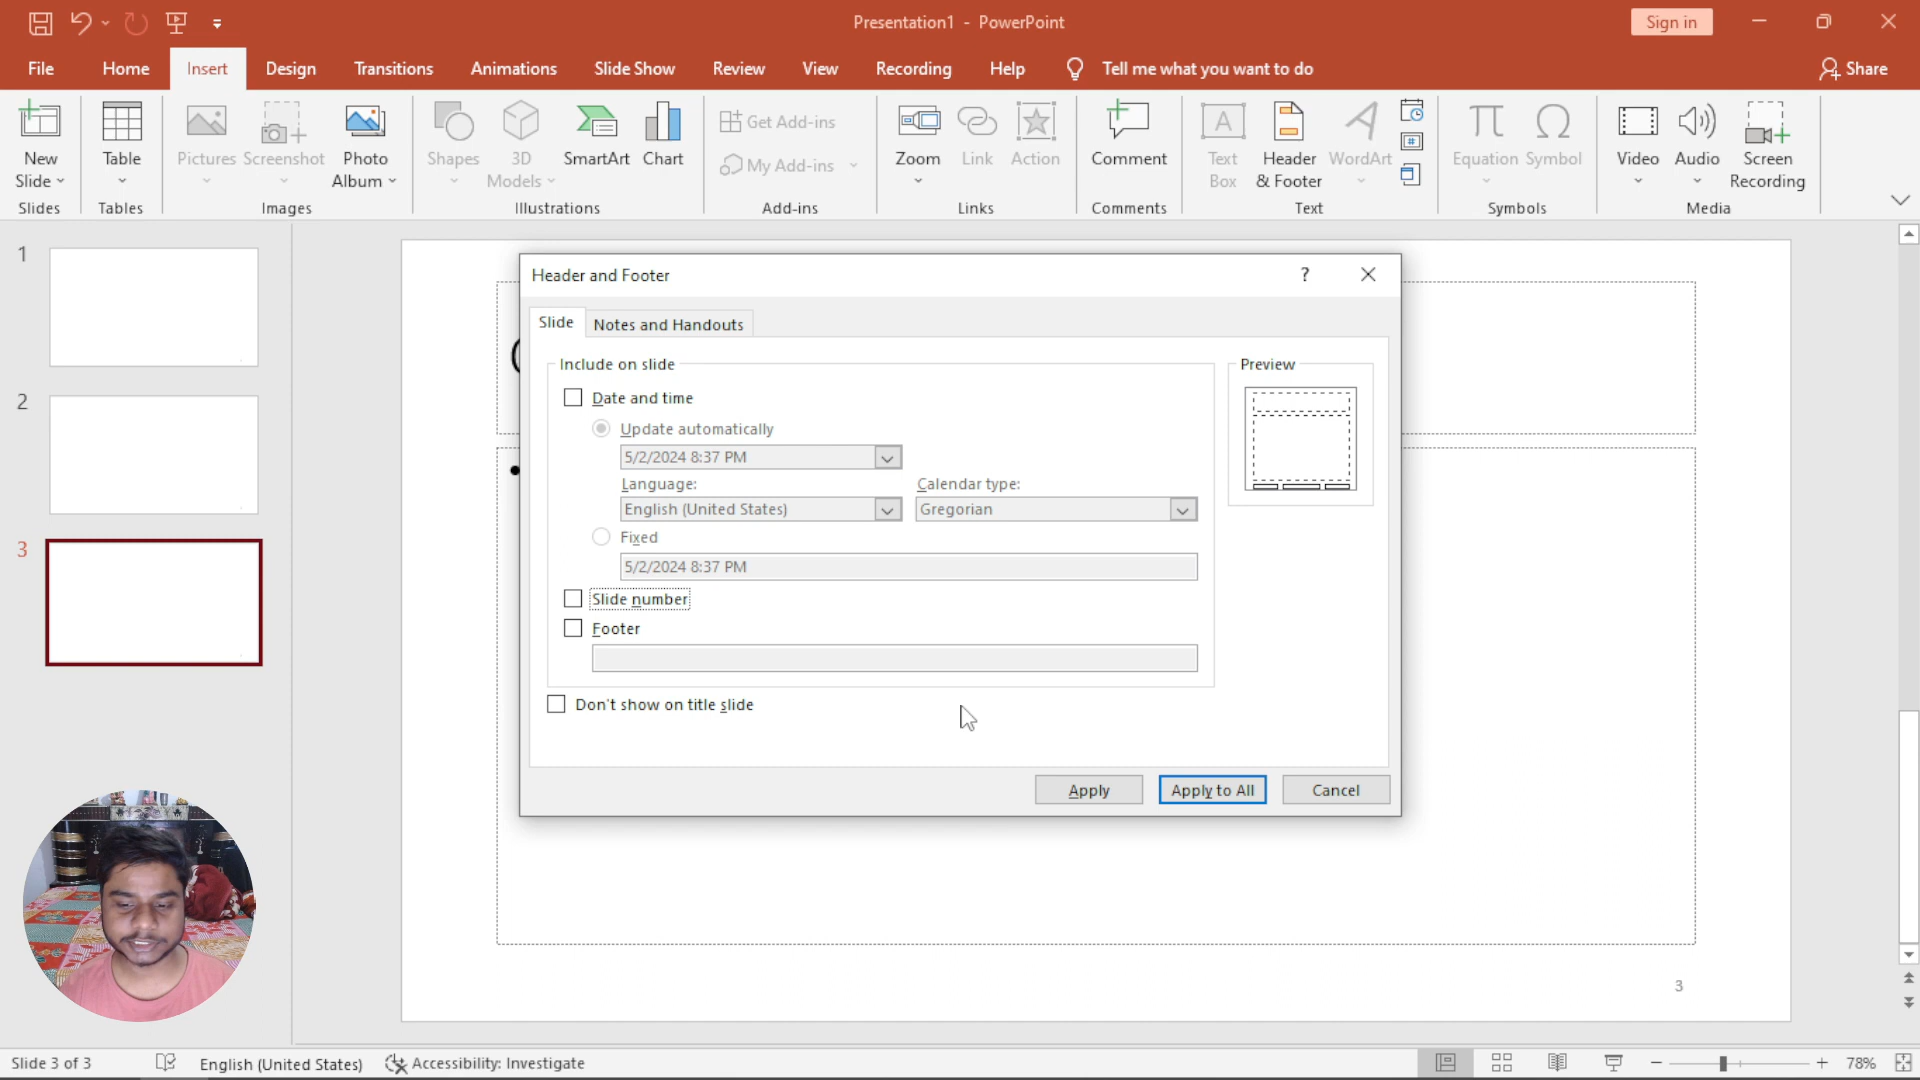 Presentation1 - PowerPoint
Sign in
File Home Insert Design Transitions Animations Slide Show Review View Recording Help Tell me what you want to do Share
New Slide
Table
Pictures
Screenshot
Photo Album
Shapes
3D Models
SmartArt
Chart
Get Add-ins
My Add-ins
Zoom
Link
Action
Comment
Text Box
Header & Footer
WordArt
Equation
Symbol
Video
Audio
Screen Recording
Slides Tables Images Illustrations Add-ins Links Comments Text Symbols Media
1
2
3
Header and Footer
?
Slide
Notes and Handouts
Include on slide
Preview
Date and time
Update automatically
5/2/2024 8:37 PM
Language:
Calendar type:
English (United States)
Gregorian
Fixed
5/2/2024 8:37 PM
Slide number
Footer
Don't show on title slide
Apply
Apply to All
Cancel
3
Slide 3 of 3
English (United States)
Accessibility: Investigate
78%